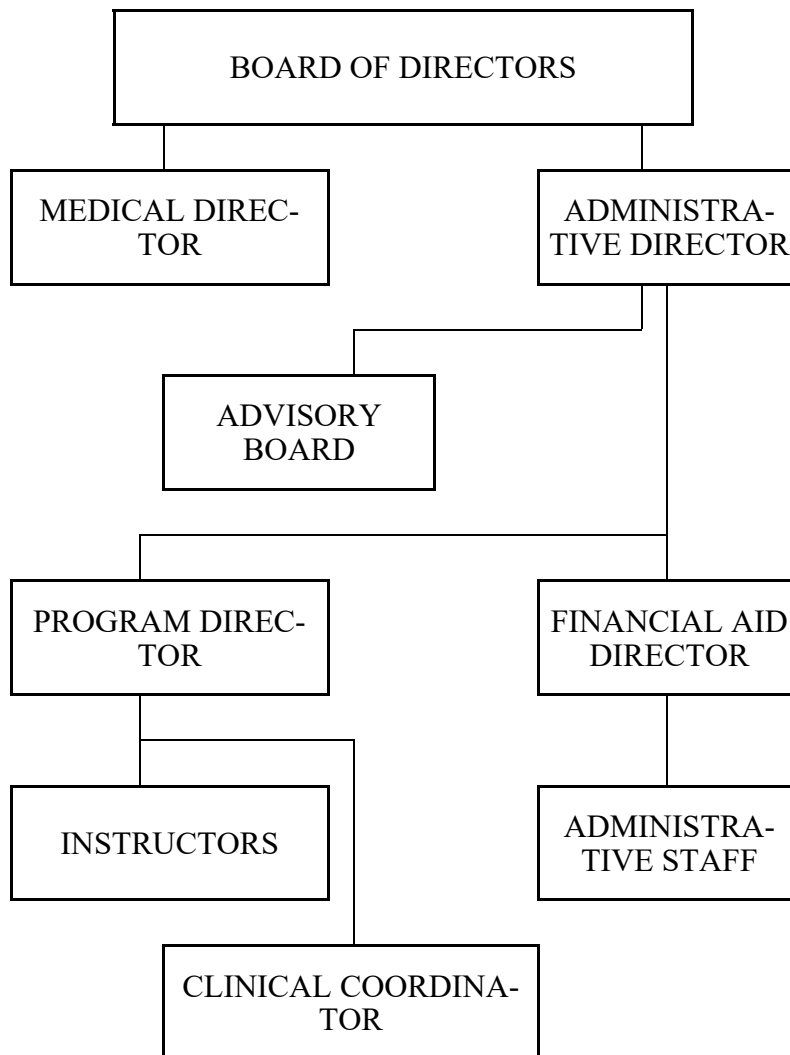 BOARD OF DIRECTORS
MEDICAL DIREC-
TOR
ADMINISTRA-
TIVE DIRECTOR
ADVISORY
BOARD
PROGRAM DIREC-
TOR
FINANCIAL AID
DIRECTOR
INSTRUCTORS
ADMINISTRA-
TIVE STAFF
CLINICAL COORDINA-
TOR